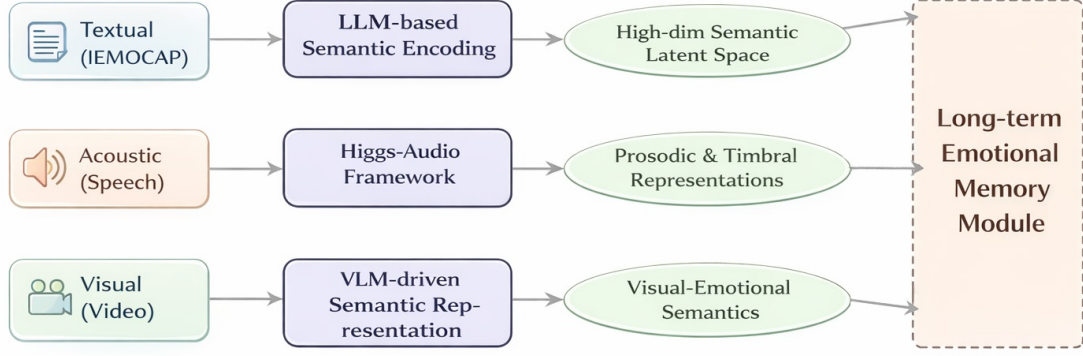 Textual
(IEMOCAP)
LLM-based
Semantic Encoding
High-dim Semantic
Latent Space
Acoustic
(Speech)
Higgs-Audio
Framework
Prosodic & Timbral
Representations
Visual
(Video)
VLM-driven
Semantic Rep-
resentation
Visual-Emotional
Semantics
Long-term
Emotional
Memory
Module